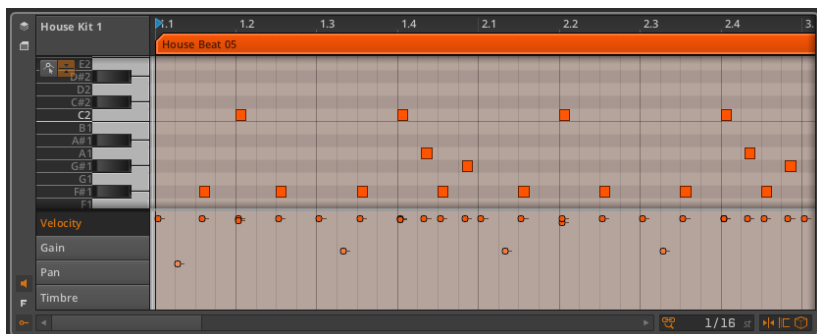 House Kit 1
1.1 1.2 1.3 1.4 2.1 2.2 2.3 2.4 3.
House Beat 05
E2
D#2
D2
C#2
C2
B1
A#1
A1
G#1
G1
F#1
F1
Velocity
Gain
Pan
Timbre
F
1/16